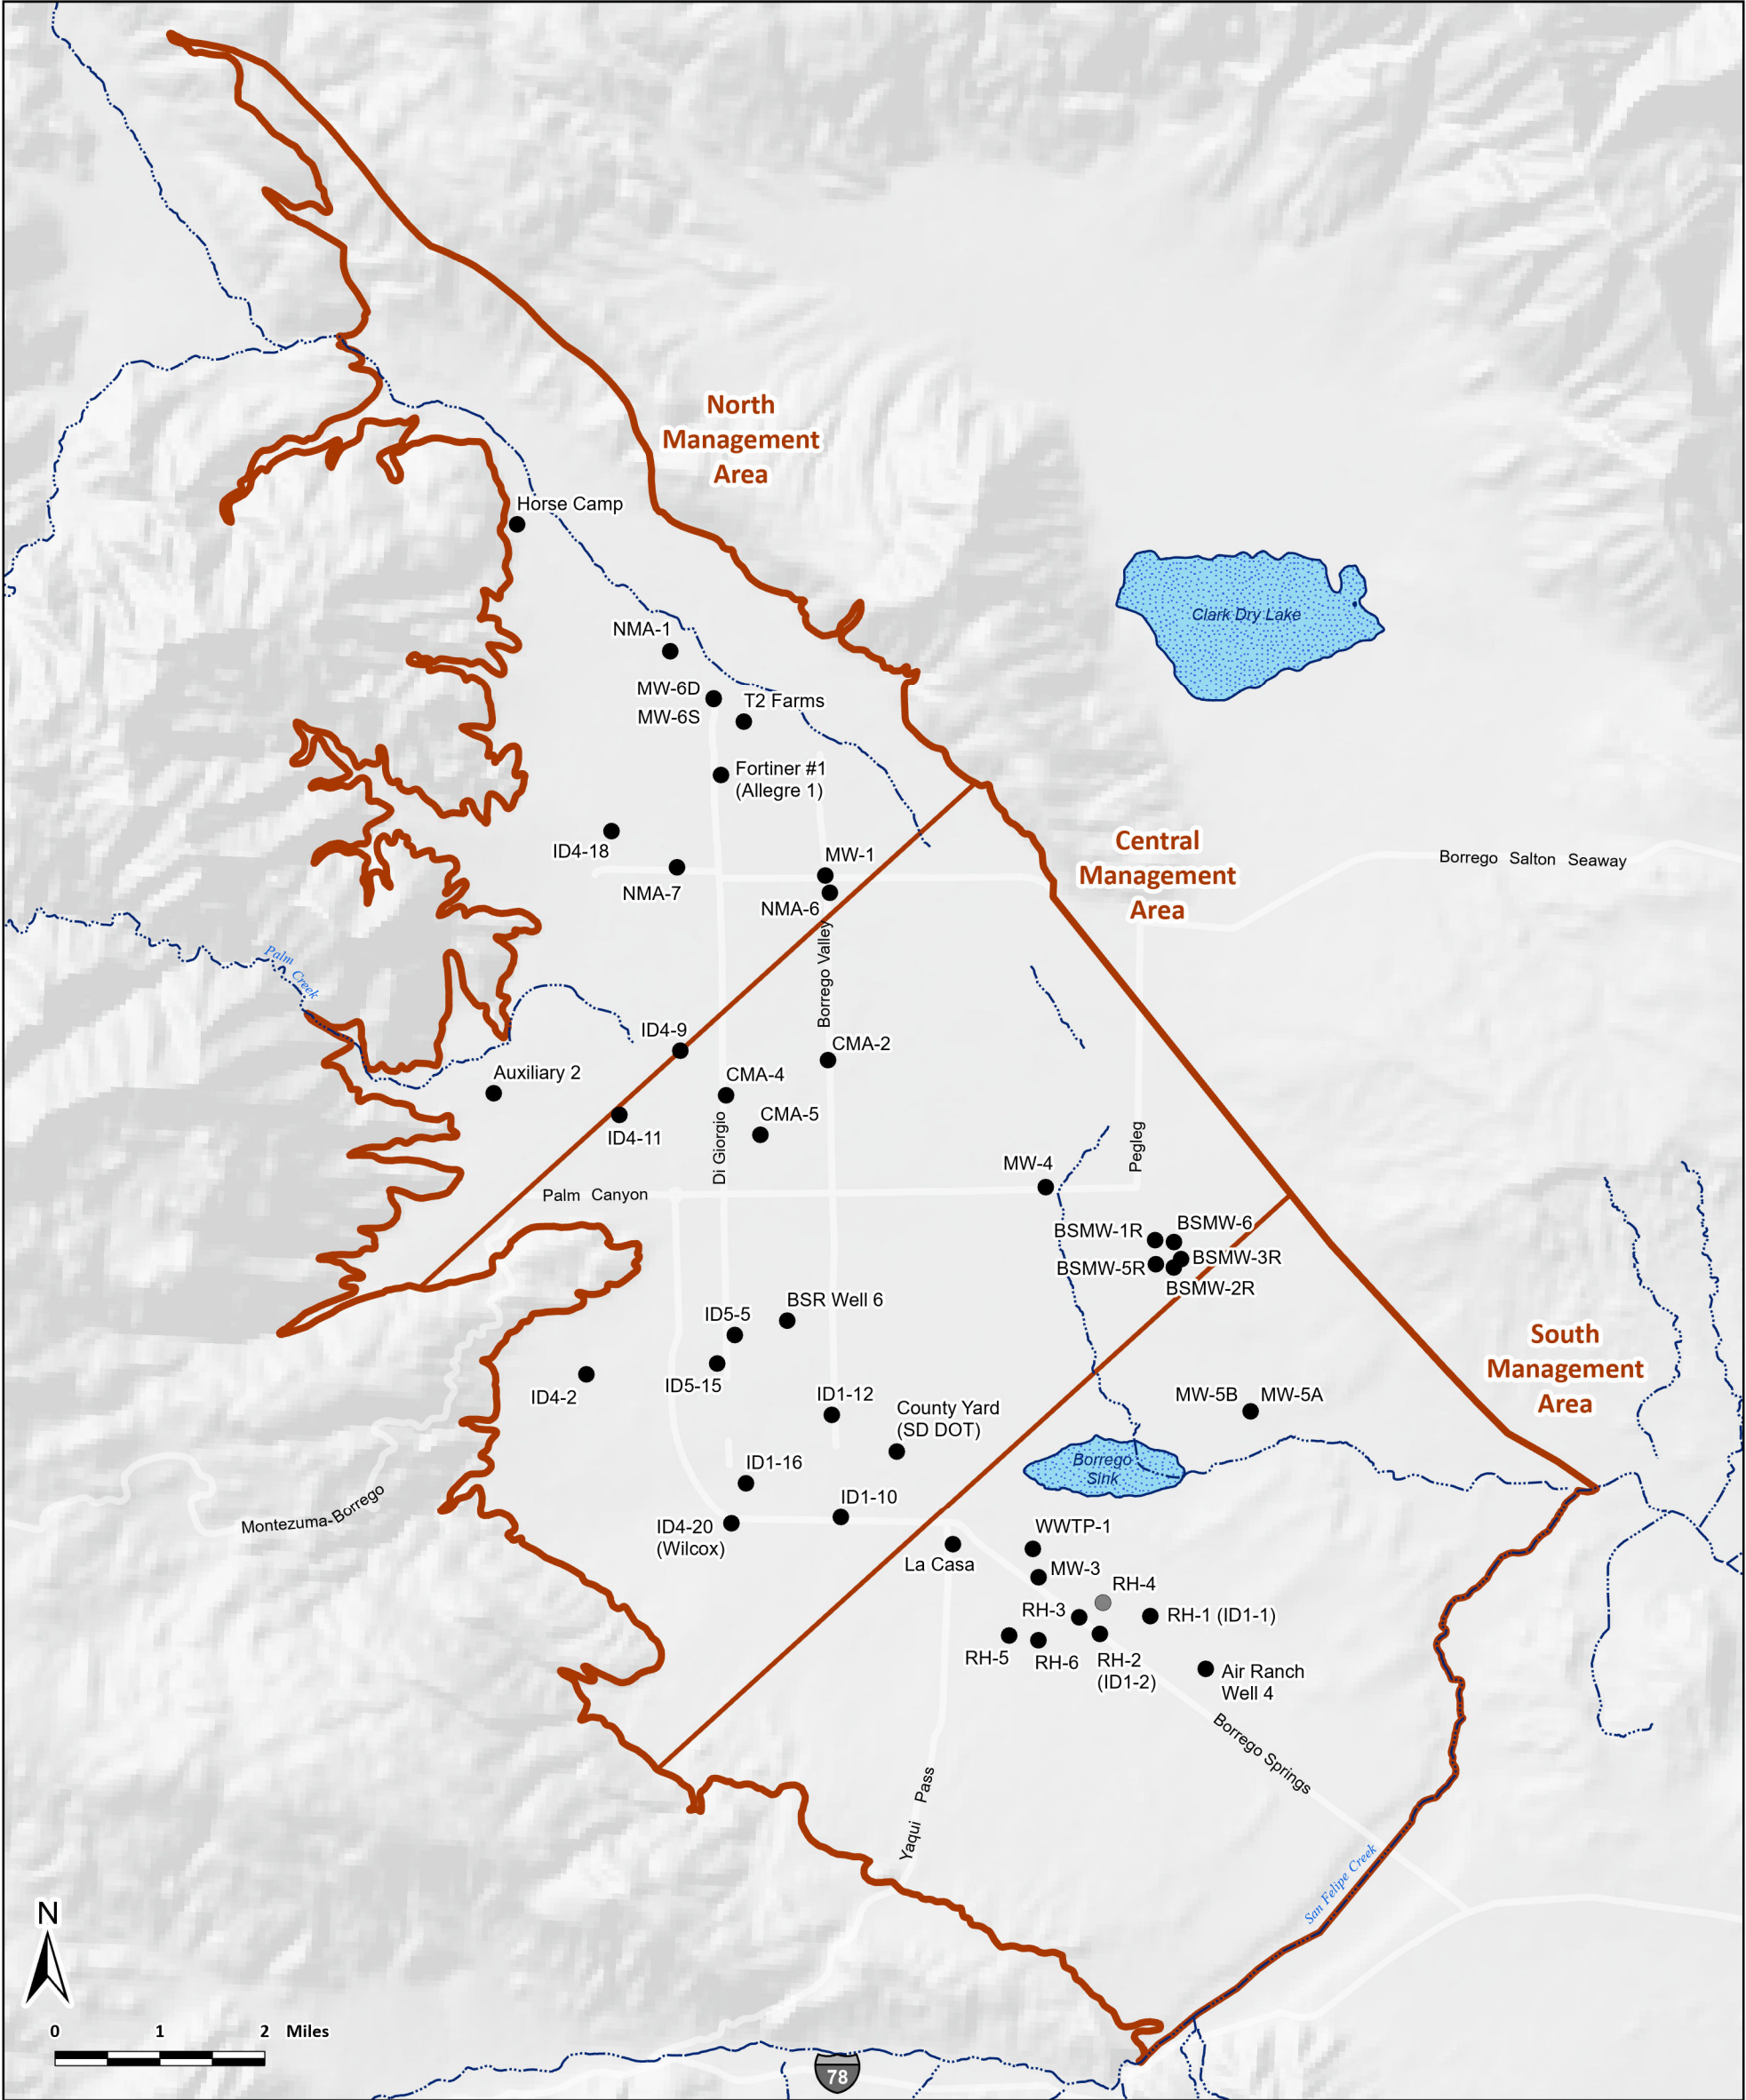 North
Management
Area
Horse Camp
Clark Dry Lake
NMA-1
MW-6D
T2 Farms
MW-6S
Fortiner #1
(Allegre 1)
ID4-18
Central
Management
Area
MW-1
Borrego Salton Seaway
NMA-7
NMA-6
Borrego Valley
Palm Creek
ID4-9
CMA-2
Auxiliary 2
CMA-4
CMA-5
ID4-11
Di Giorgio
Pegleg
MW-4
Palm Canyon
BSMW-6
BSMW-1R
BSMW-3R
BSMW-5R
BSMW-2R
BSR Well 6
ID5-5
South
Management
Area
ID5-15
ID4-2
ID1-12
MW-5B
MW-5A
County Yard
(SD DOT)
Borrego
Sink
ID1-16
ID1-10
Montezuma-Borrego
ID4-20
(Wilcox)
WWTP-1
La Casa
MW-3
RH-4
RH-3
RH-1 (ID1-1)
RH-5
RH-6
RH-2
(ID1-2)
Air Ranch
Well 4
Borrego Springs
Yaqui Pass
San Felipe Creek
N
0 1 2 Miles
78